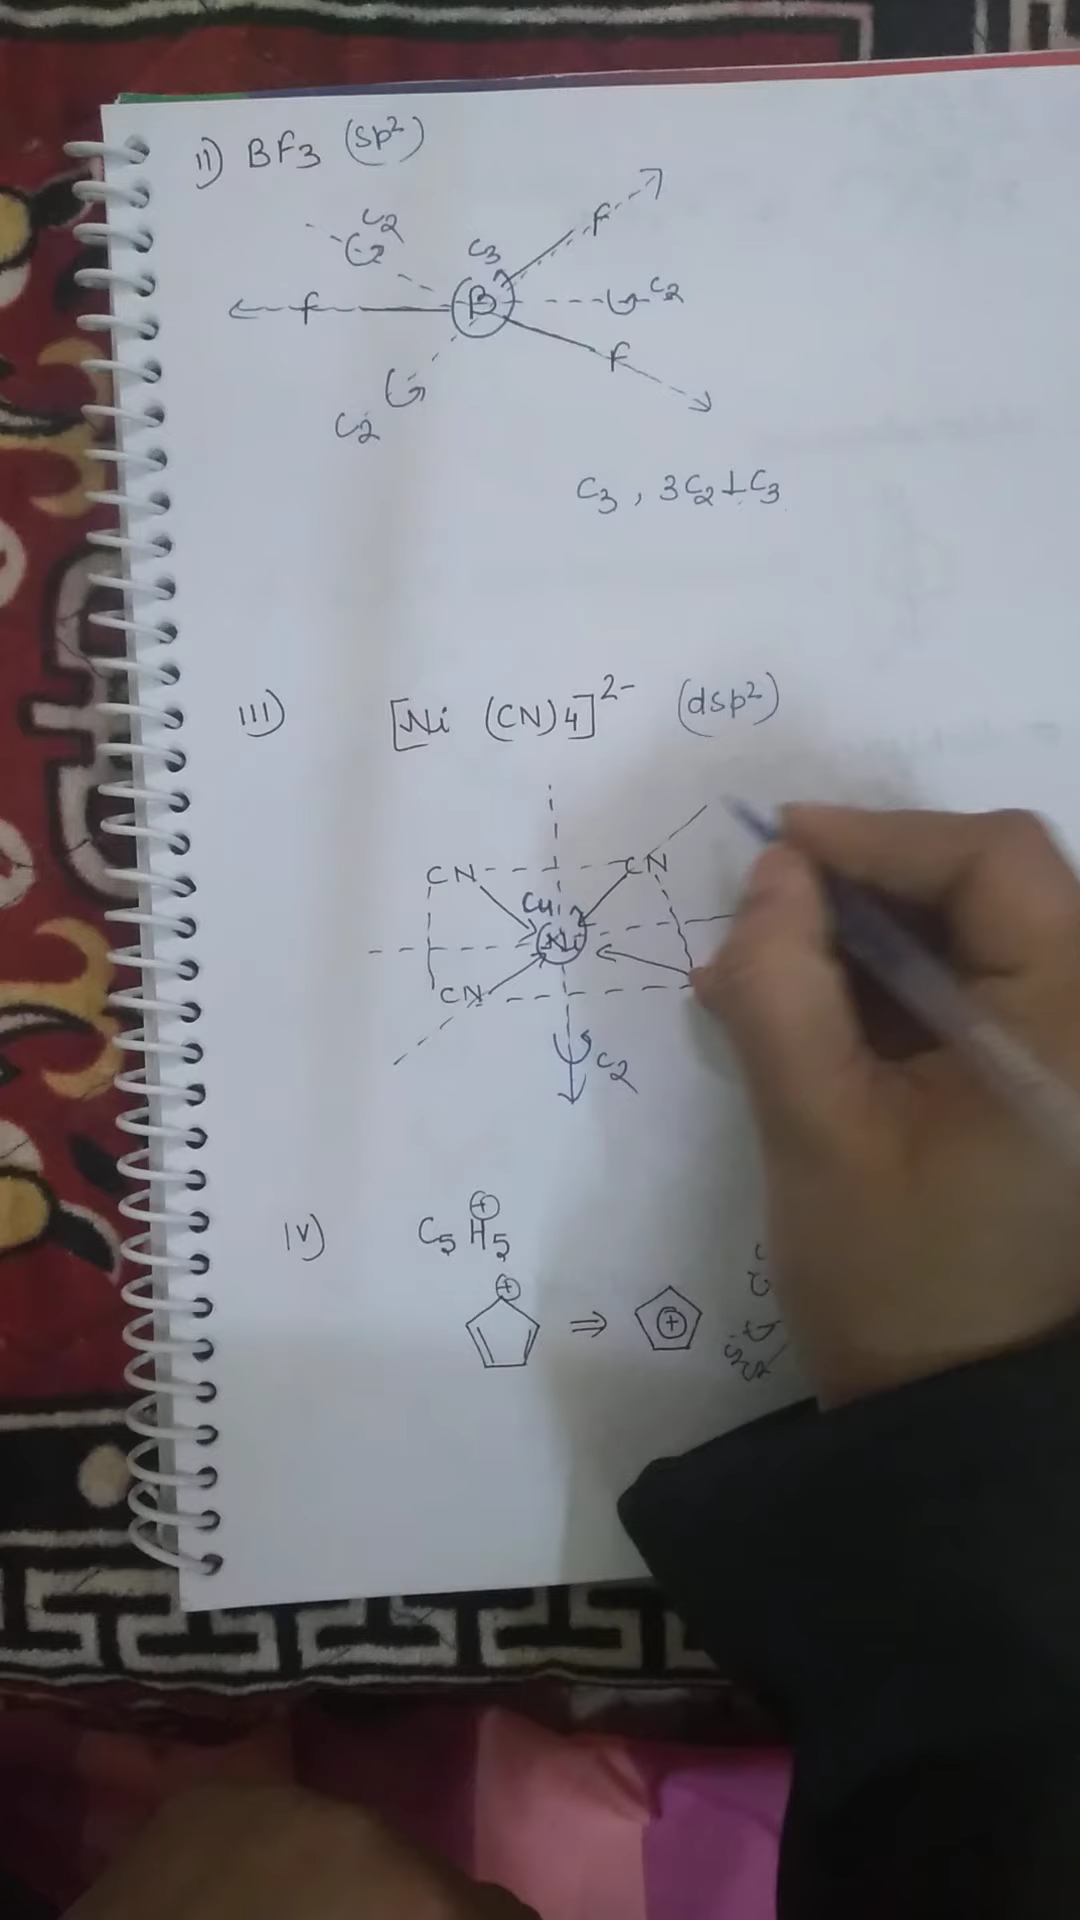 II) BF3 (sp²)
C₂
C₃
F
F
B
C₂
F
C₂
C₃, 3C₂⊥C₃
III) [Ni (CN)4]²⁻ (dsp²)
CN
CN
C4
Ni
CN
C₂
IV) C₅H₅⊕
⊕
⇒ ⊕